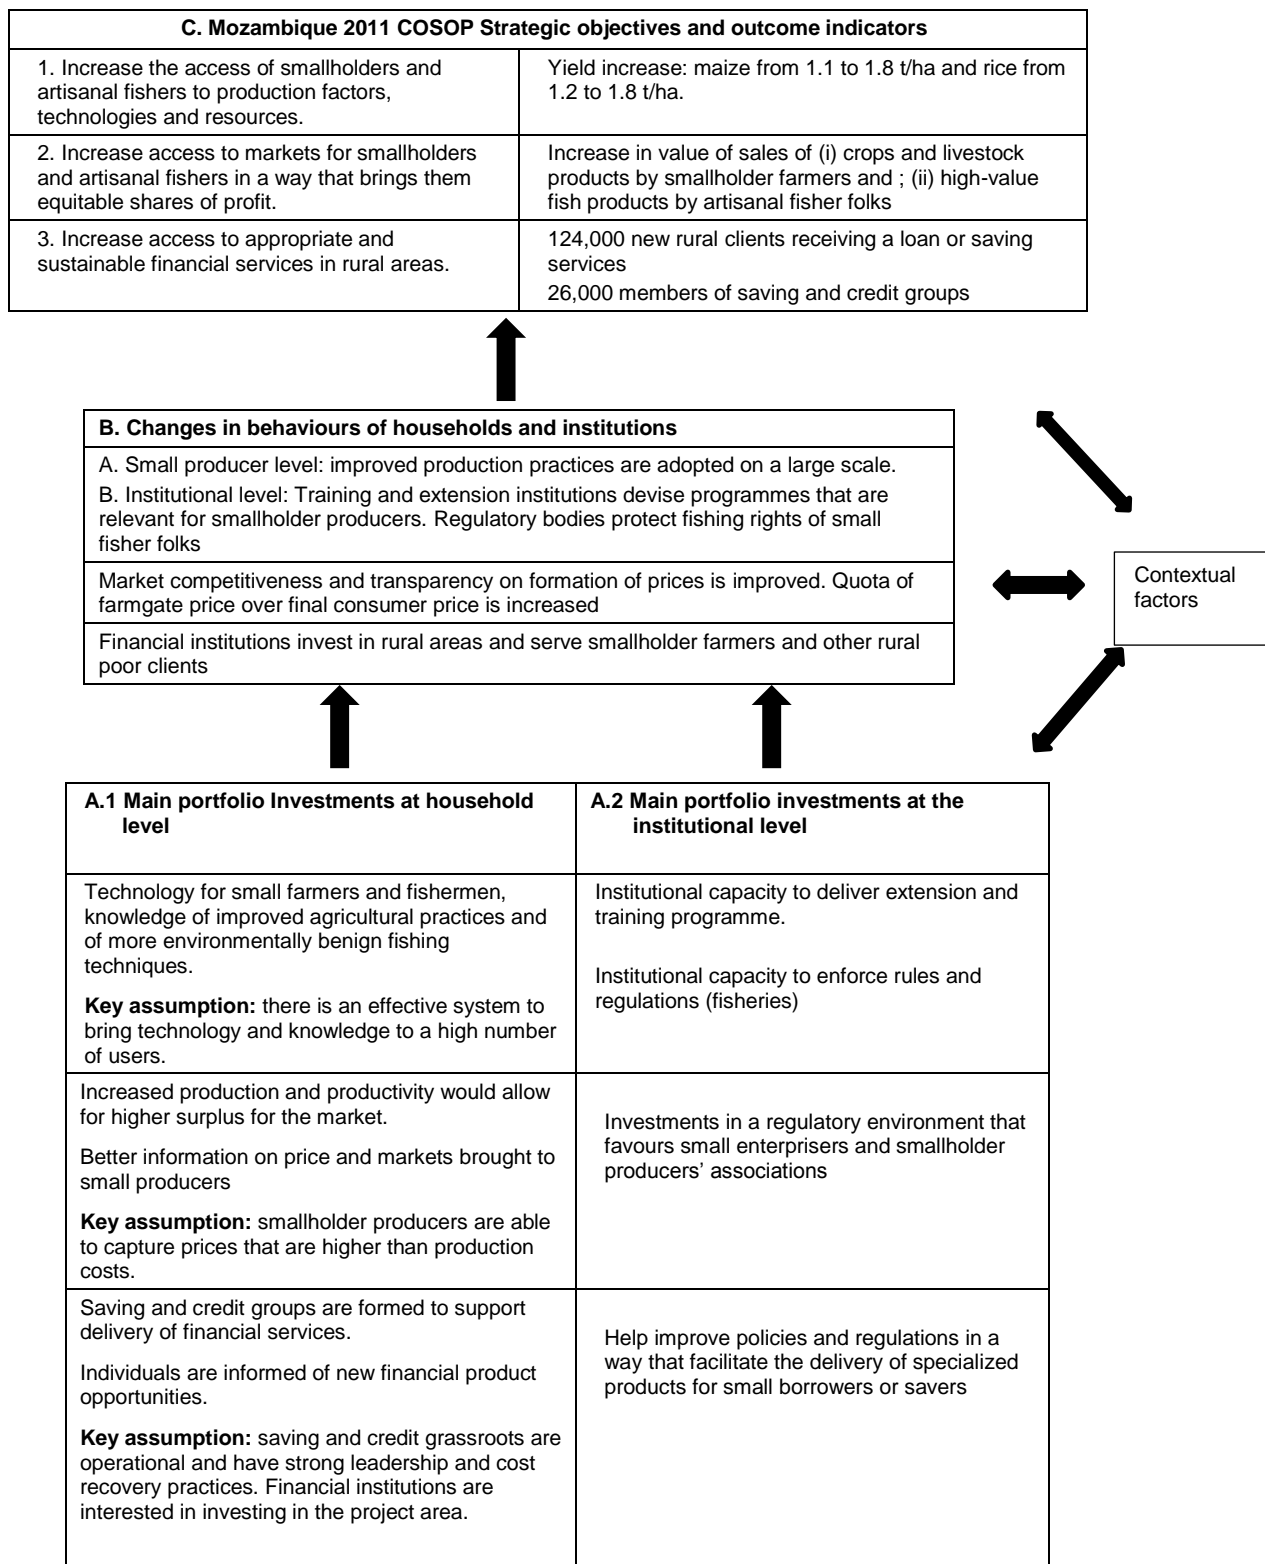 C. Mozambique 2011 COSOP Strategic objectives and outcome indicators
1. Increase the access of smallholders and
artisanal fishers to production factors,
technologies and resources.
Yield increase: maize from 1.1 to 1.8 t/ha and rice from
1.2 to 1.8 t/ha.
2. Increase access to markets for smallholders
and artisanal fishers in a way that brings them
equitable shares of profit.
Increase in value of sales of (i) crops and livestock
products by smallholder farmers and ; (ii) high-value
fish products by artisanal fisher folks
3. Increase access to appropriate and
sustainable financial services in rural areas.
124,000 new rural clients receiving a loan or saving
services
26,000 members of saving and credit groups
B. Changes in behaviours of households and institutions
A. Small producer level: improved production practices are adopted on a large scale.
B. Institutional level: Training and extension institutions devise programmes that are
relevant for smallholder producers. Regulatory bodies protect fishing rights of small
fisher folks
Market competitiveness and transparency on formation of prices is improved. Quota of
farmgate price over final consumer price is increased
Financial institutions invest in rural areas and serve smallholder farmers and other rural
poor clients
Contextual
factors
A.1 Main portfolio Investments at household
level
A.2 Main portfolio investments at the
institutional level
Technology for small farmers and fishermen,
knowledge of improved agricultural practices and
of more environmentally benign fishing
techniques.
Key assumption: there is an effective system to
bring technology and knowledge to a high number
of users.
Institutional capacity to deliver extension and
training programme.
Institutional capacity to enforce rules and
regulations (fisheries)
Increased production and productivity would allow
for higher surplus for the market.
Better information on price and markets brought to
small producers
Key assumption: smallholder producers are able
to capture prices that are higher than production
costs.
Investments in a regulatory environment that
favours small enterprisers and smallholder
producers’ associations
Saving and credit groups are formed to support
delivery of financial services.
Individuals are informed of new financial product
opportunities.
Key assumption: saving and credit grassroots are
operational and have strong leadership and cost
recovery practices. Financial institutions are
interested in investing in the project area.
Help improve policies and regulations in a
way that facilitate the delivery of specialized
products for small borrowers or savers